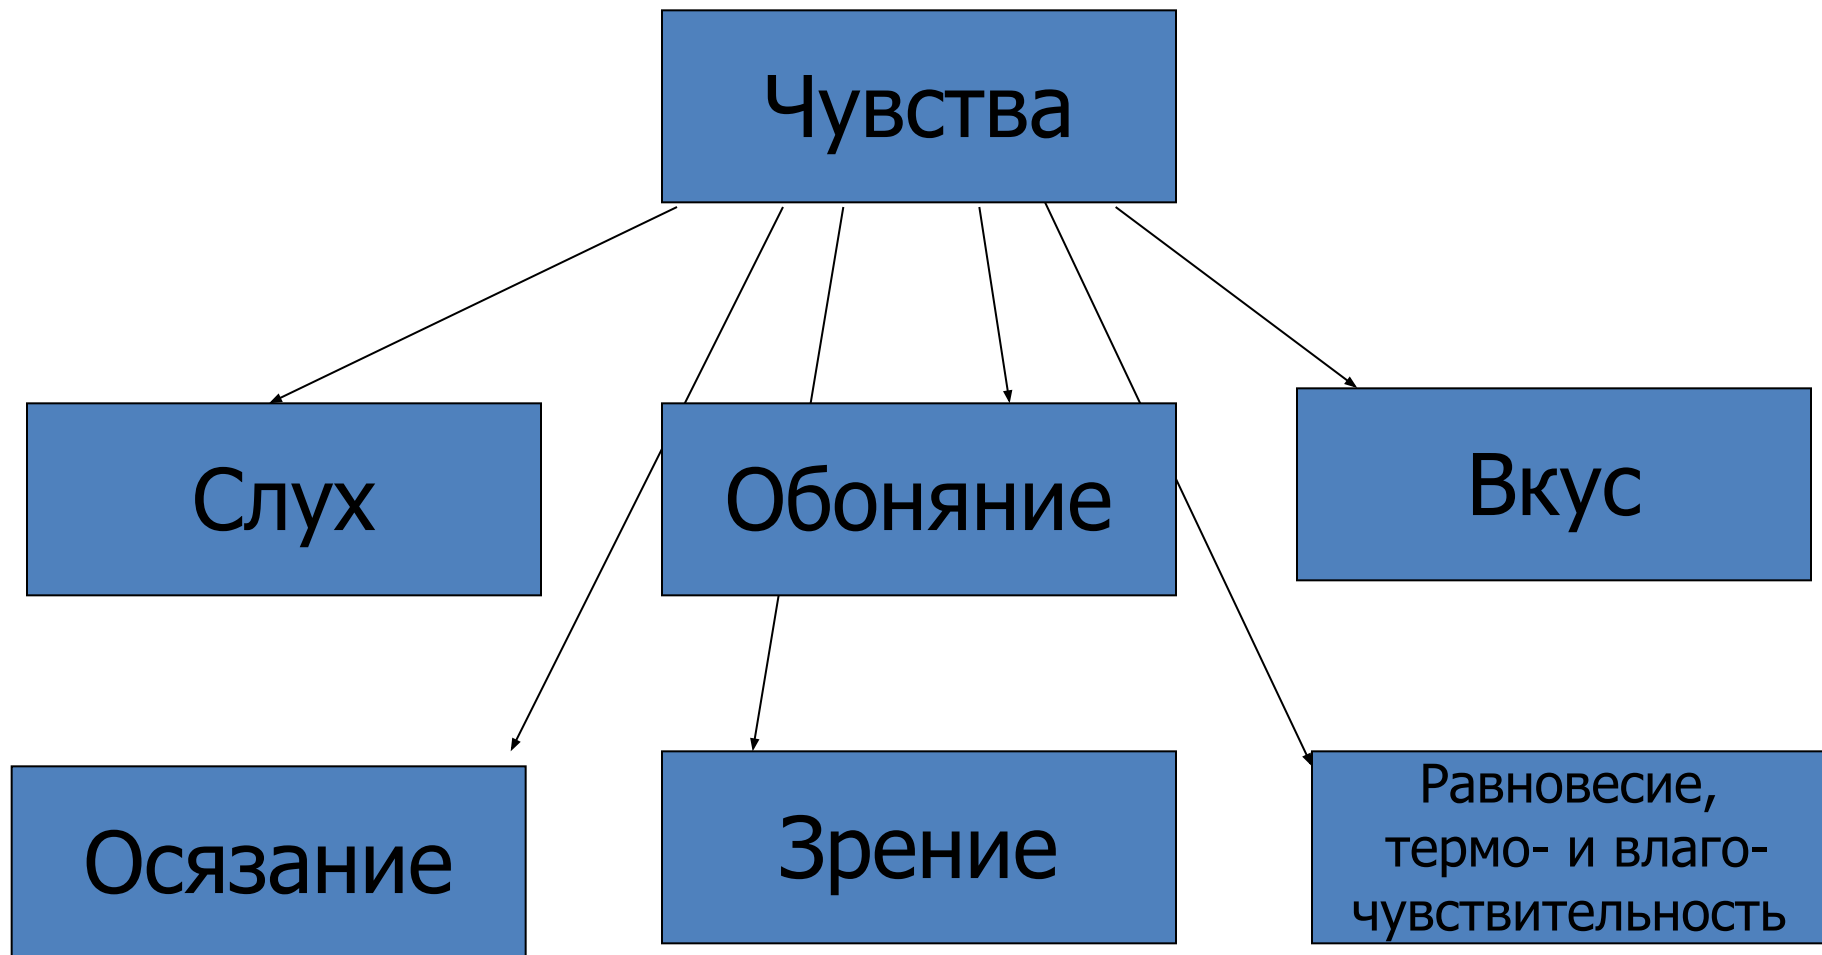 Чувства
Слух
Обоняние
Вкус
Осязание
Зрение
Равновесие,
термо- и влаго-
чувствительность